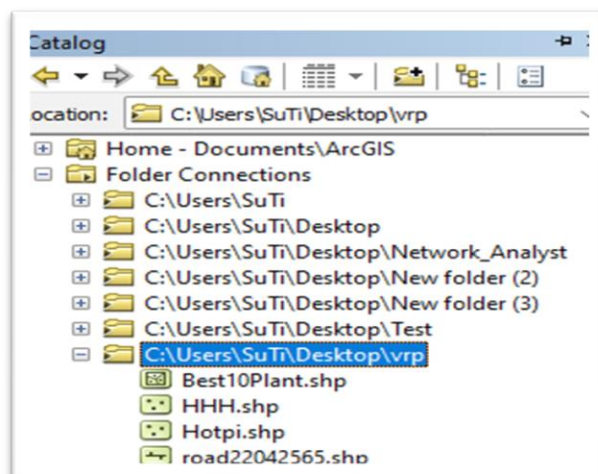 Catalog
ocation: C:\Users\SuTi\Desktop\vrp
Home - Documents\ArcGIS
Folder Connections
C:\Users\SuTi
C:\Users\SuTi\Desktop
C:\Users\SuTi\Desktop\Network_Analyst
C:\Users\SuTi\Desktop\New folder (2)
C:\Users\SuTi\Desktop\New folder (3)
C:\Users\SuTi\Desktop\Test
C:\Users\SuTi\Desktop\vrp
Best10Plant.shp
HHH.shp
Hotpi.shp
road22042565.shp